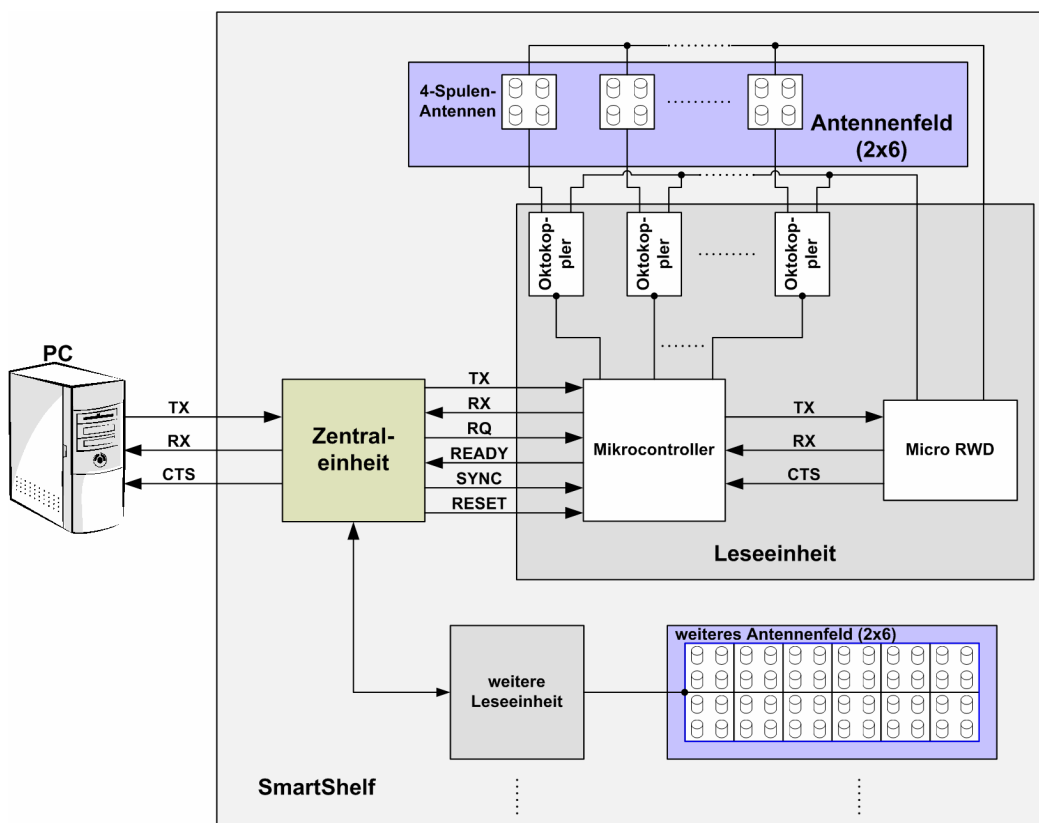 4-Spulen-
Antennen
Antennenfeld
(2x6)
Oktokop-
pler
Oktokop-
pler
Oktokop-
pler
PC
TX
RX
CTS
Zentral-
einheit
TX
RX
RQ
READY
SYNC
RESET
Mikrocontroller
TX
RX
CTS
Micro RWD
Leseeinheit
weitere
Leseeinheit
weiteres Antennenfeld (2x6)
SmartShelf